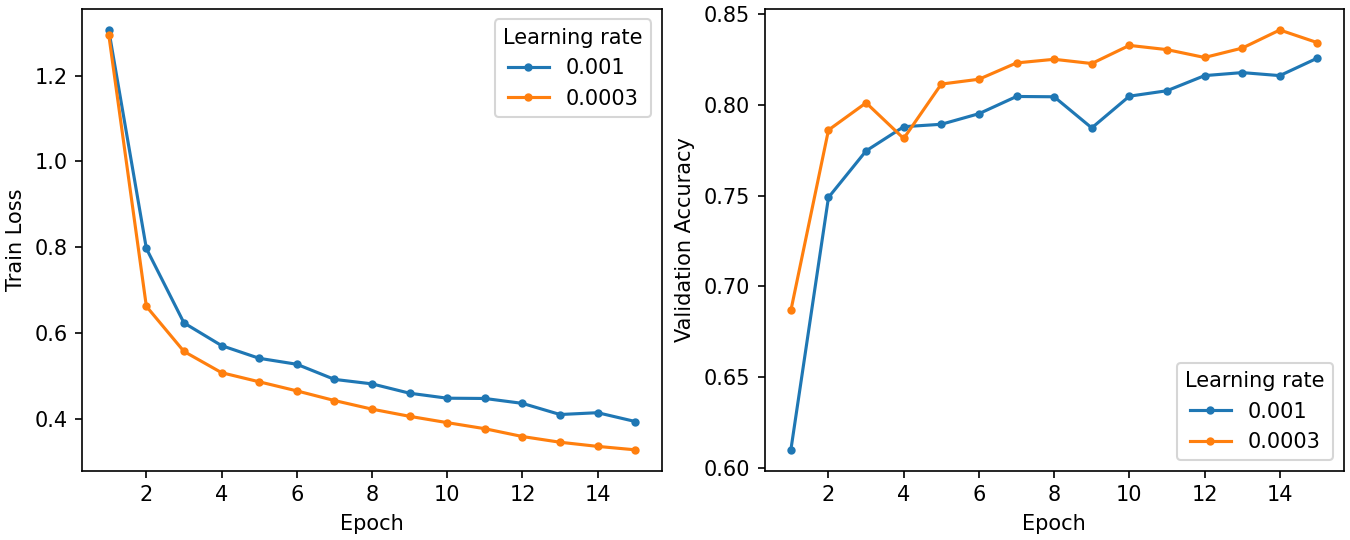 Train Loss
1.2
1.0
0.8
0.6
0.4
2 4 6 8 10 12 14
Epoch
Learning rate
0.001
0.0003
Validation Accuracy
0.85
0.80
0.75
0.70
0.65
0.60
2 4 6 8 10 12 14
Epoch
Learning rate
0.001
0.0003